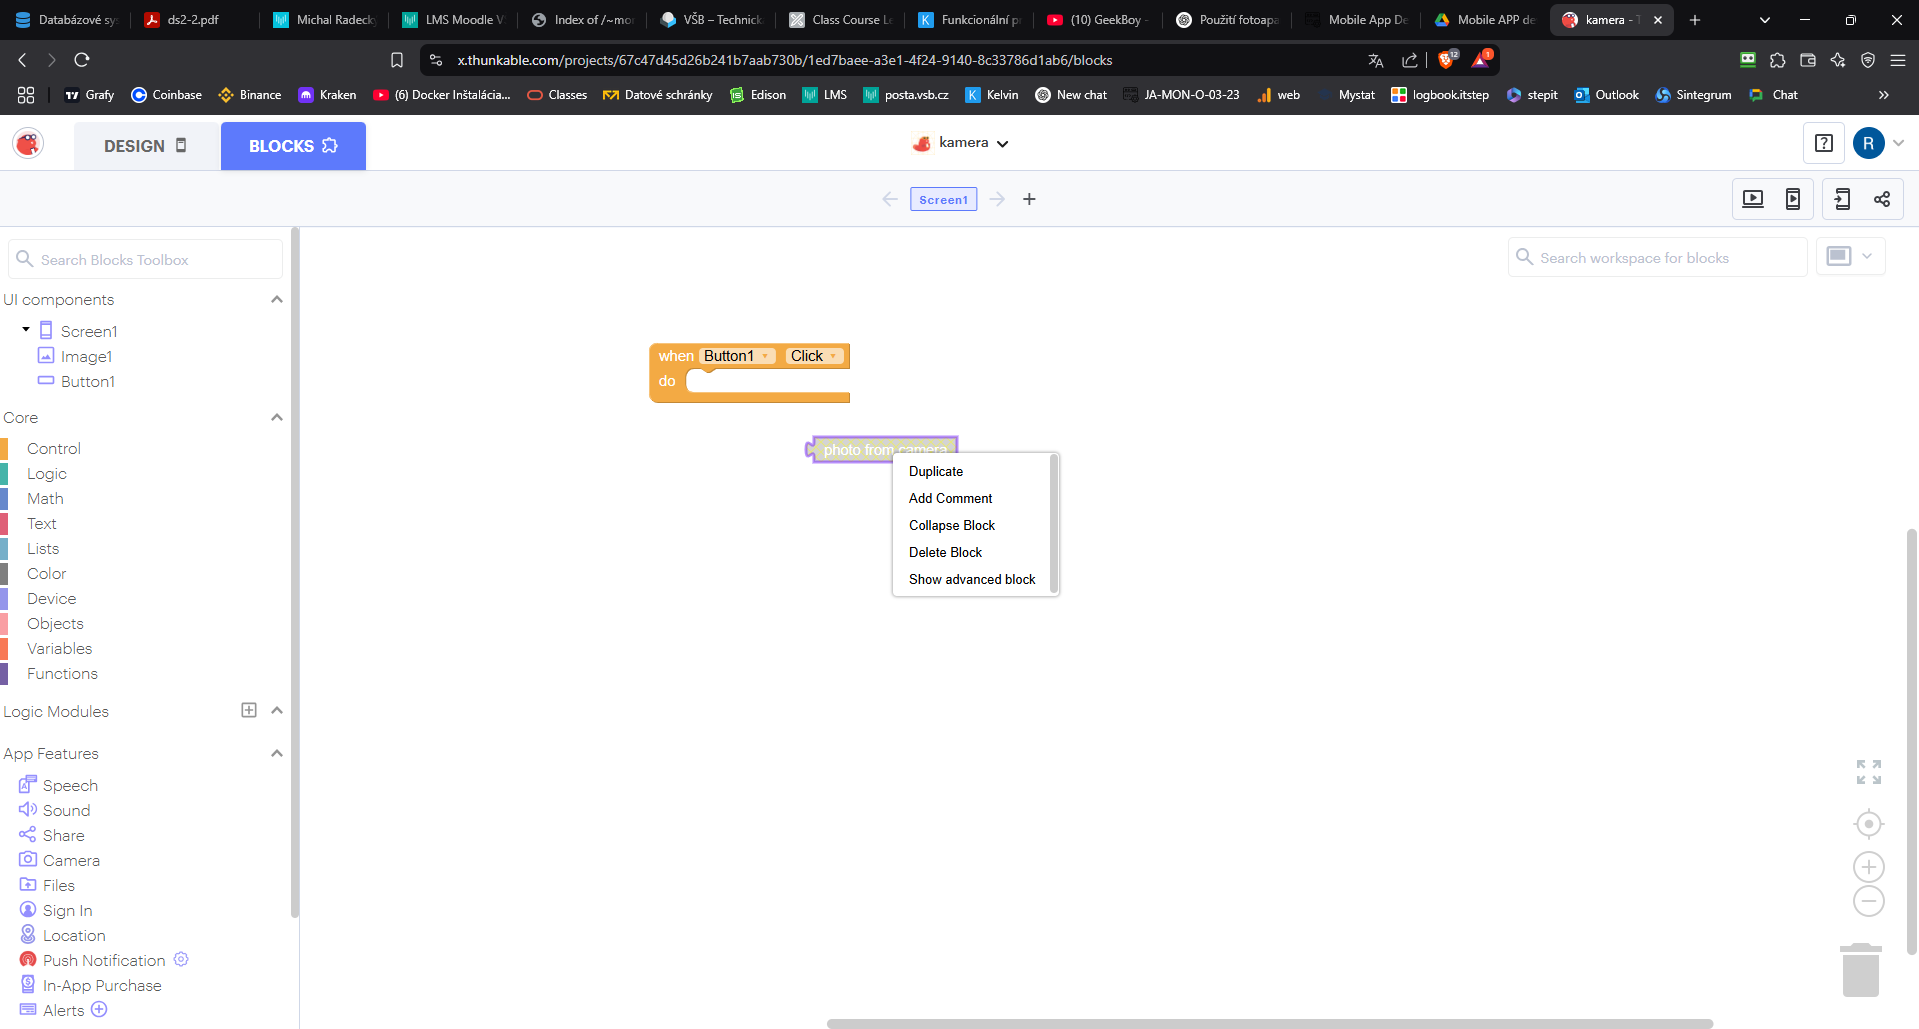 Databázové sy
ds2-2.pdf
Michal Radeck
LMS Moodle V
Index of /~mo
VŠB – Technick
Class Course Le
Funkcionální p
(10) GeekBoy -
Použití fotoapa
Mobile App De
Mobile APP de
kamera - T
x.thunkable.com/projects/67c47d45d26b241b7aab730b/1ed7baee-a3e1-4f24-9140-8c33786d1ab6/blocks
12
1
Grafy
Coinbase
Binance
Kraken
(6) Docker Inštalácia...
Classes
Datové schránky
Edison
LMS
posta.vsb.cz
Kelvin
New chat
JA-MON-O-03-23
web
Mystat
logbook.itstep
stepit
Outlook
Sintegrum
Chat
DESIGN
BLOCKS
kamera
R
Screen1
Search Blocks Toolbox
Search workspace for blocks
UI components
Screen1
Image1
Button1
Core
Control
Logic
Math
Text
Lists
Color
Device
Objects
Variables
Functions
Logic Modules
App Features
Speech
Sound
Share
Camera
Files
Sign In
Location
Push Notification
In-App Purchase
Alerts
when Button1 Click
do
photo from camera
Duplicate
Add Comment
Collapse Block
Delete Block
Show advanced block